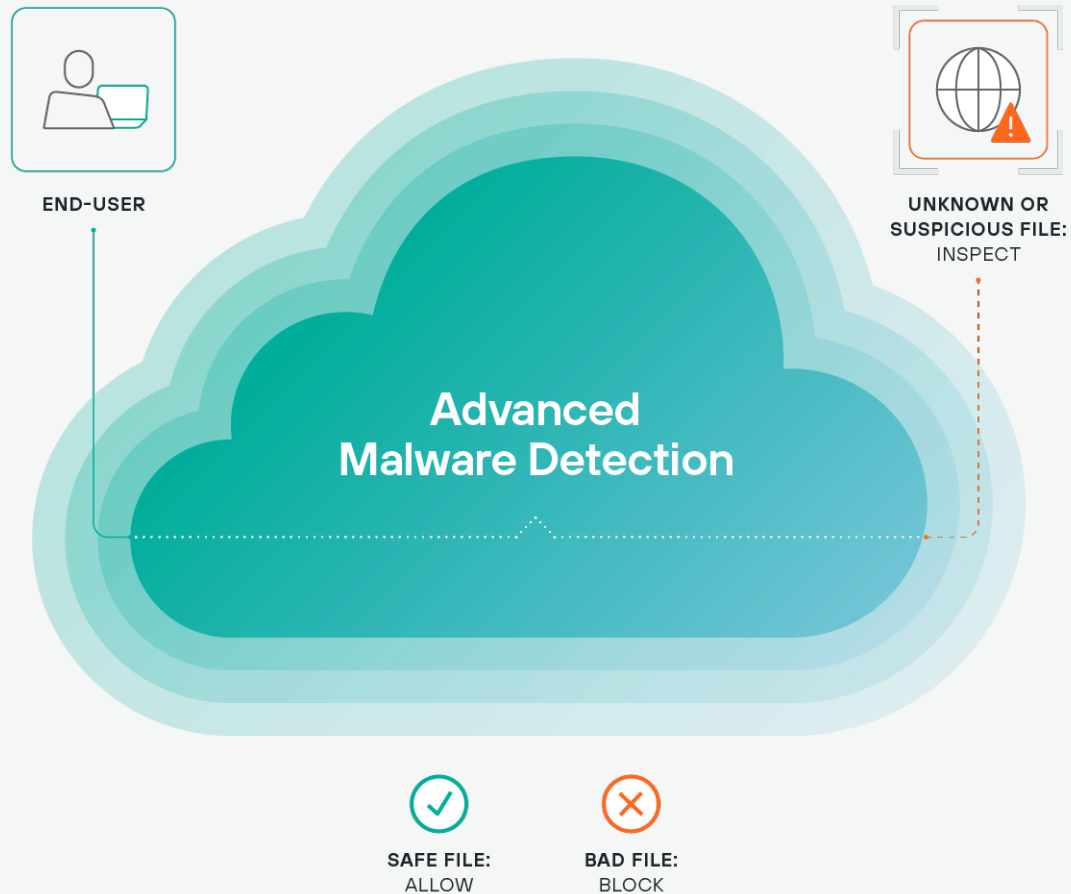 END-USER
UNKNOWN OR
SUSPICIOUS FILE:
INSPECT
Advanced
Malware Detection
SAFE FILE:
ALLOW
BAD FILE:
BLOCK